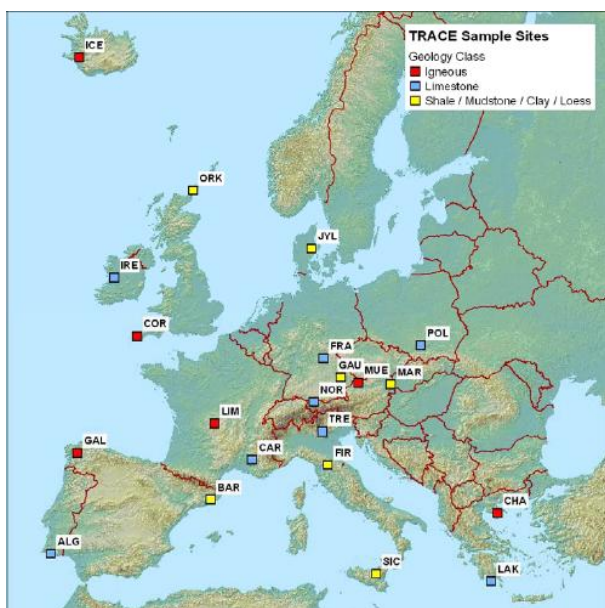 TRACE Sample Sites
Geology Class
Igneous
Limestone
Shale / Mudstone / Clay / Loess
ICE
ORK
JYL
IRE
COR
POL
FRA
GAU
MUE
MAR
NOR
LIM
TRE
GAL
CAR
FIR
BAR
CHA
ALG
SIC
LAK